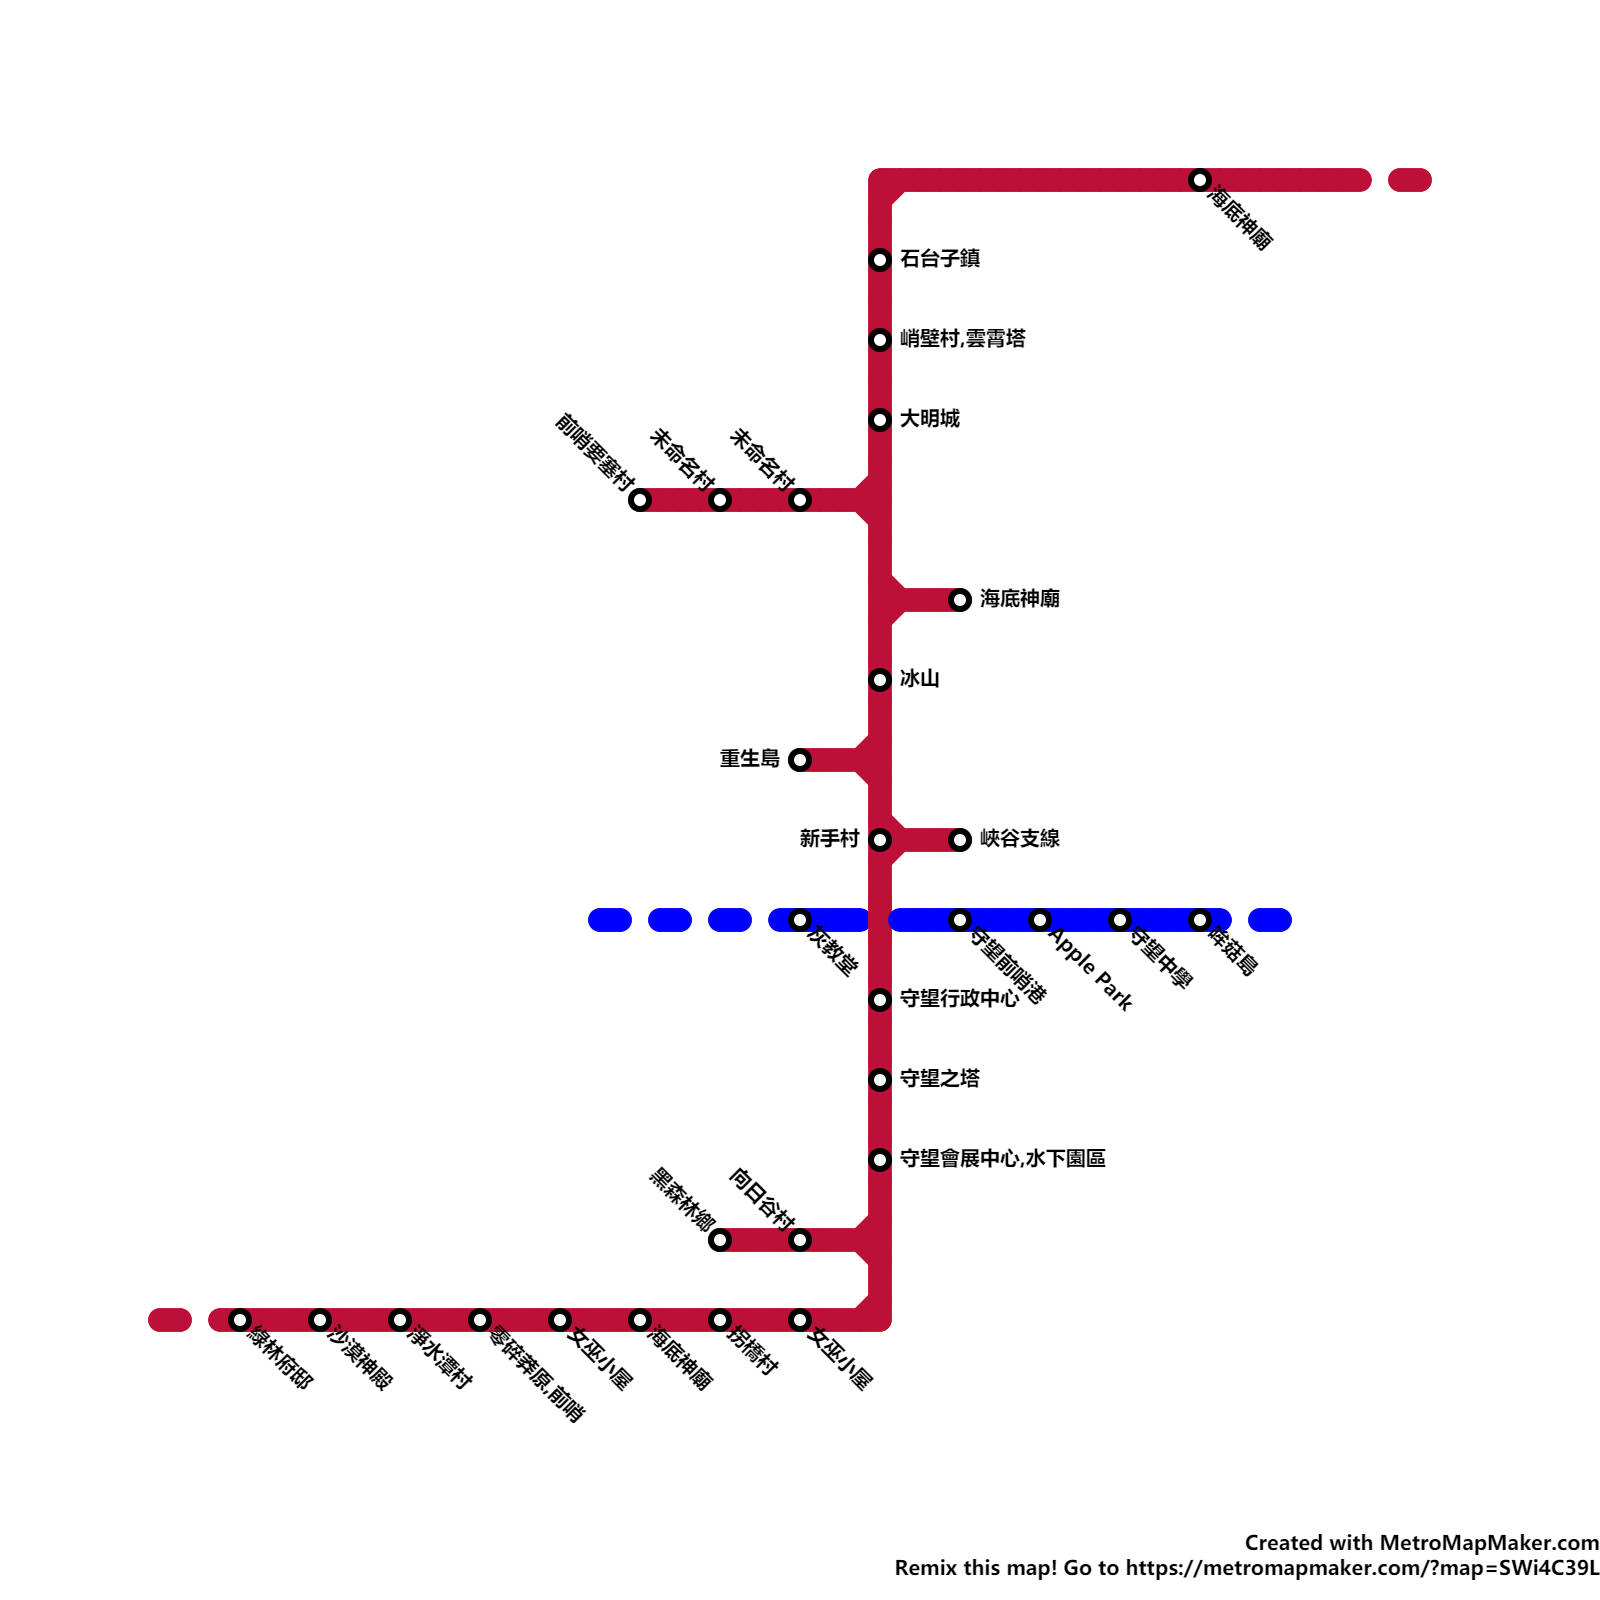 海底神廟
石台子鎮
峭壁村,雲霄塔
大明城
前哨要塞村
未命名村
未命名村
海底神廟
冰山
重生島
新手村
峽谷支線
灰教堂
守望前哨港
Apple Park
守望中學
哞菇島
守望行政中心
守望之塔
守望會展中心,水下園區
黑森林鄉
向日谷村
綠林府邸
沙漠神殿
淨水潭村
零碎莽原,前哨
女巫小屋
海底神廟
拐橋村
女巫小屋
Created with MetroMapMaker.com
Remix this map! Go to https://metromapmaker.com/?map=SWi4C39L